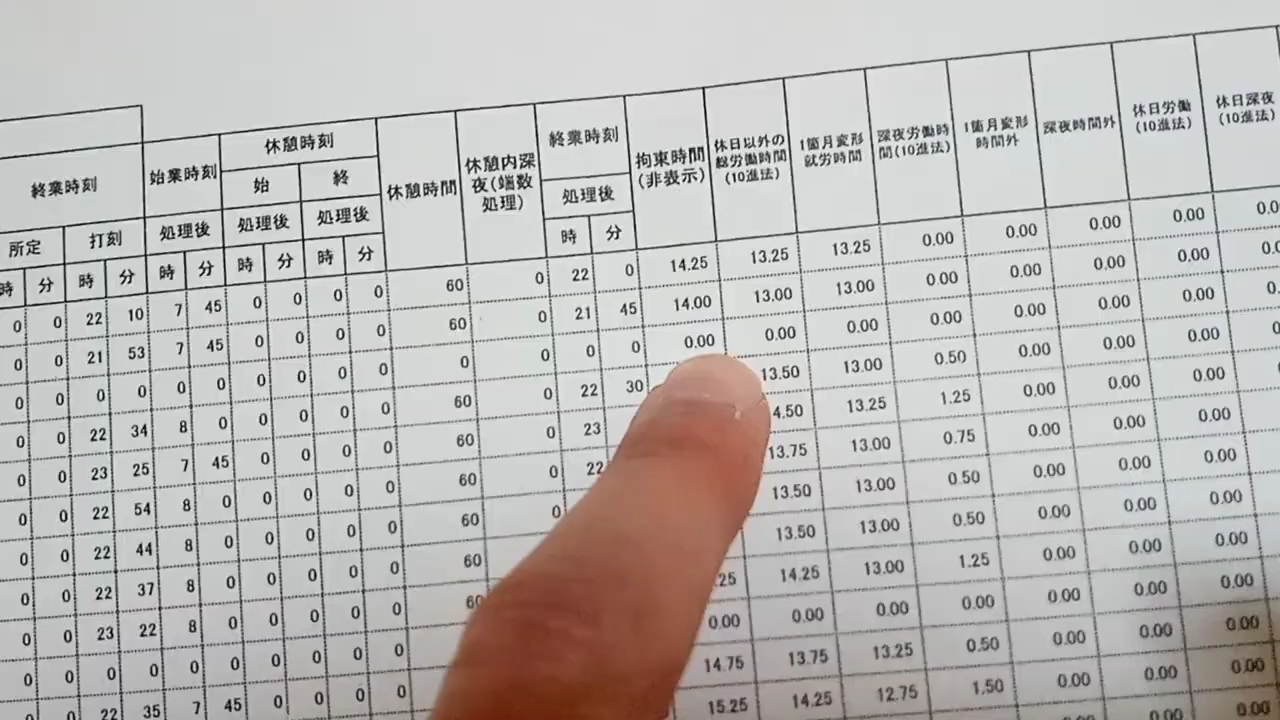 終業時刻 始業時刻 休憩時刻 休憩時間 休憩内深夜(端数処理) 終業時刻 拘束時間(非表示) 休日以外の総労働時間(10進法) 1箇月変形就労時間 深夜労働時間(10進法) 1箇月変形時間外 深夜時間外 休日労働(10進法) 休日深夜(10進法)
始 終
所定 打刻 処理後 処理後 処理後 処理後
時 分 時 分 時 分 時 分 時 分 時 分
0 0 22 10 7 45 0 0 0 0 60 0 22 0 14.25 13.25 13.25 0.00 0.00 0.00 0.00
0 0 21 53 7 45 0 0 0 0 60 0 21 45 14.00 13.00 13.00 0.00 0.00 0.00 0.00
0 0 0 0 0 0 0 0 0 0 0 0 0 0 0.00 0.00 0.00 0.00 0.00 0.00 0.00
0 0 22 34 8 0 0 0 0 0 60 0 22 30 13.50 13.00 0.50 0.00 0.00 0.00
0 0 23 25 7 45 0 0 0 0 60 0 23 4.50 13.25 1.25 0.00 0.00 0.00
0 0 22 54 8 0 0 0 0 0 60 0 22 13.75 13.00 0.75 0.00 0.00 0.00
0 0 22 44 8 0 0 0 0 0 60 0 13.50 13.00 0.50 0.00 0.00 0.00
0 0 22 37 8 0 0 0 0 0 60 13.50 13.00 0.50 0.00 0.00 0.00
0 0 23 22 8 0 0 0 0 0 60 25 14.25 13.00 1.25 0.00 0.00 0.00
0 0 0 0 0 0 0 0 0 0 0.00 0.00 0.00 0.00 0.00 0.00 0.00
0 22 35 7 45 0 0 0 0 14.75 13.75 13.25 0.50 0.00 0.00 0.00
15.25 14.25 12.75 1.50 0.00 0.00 0.00